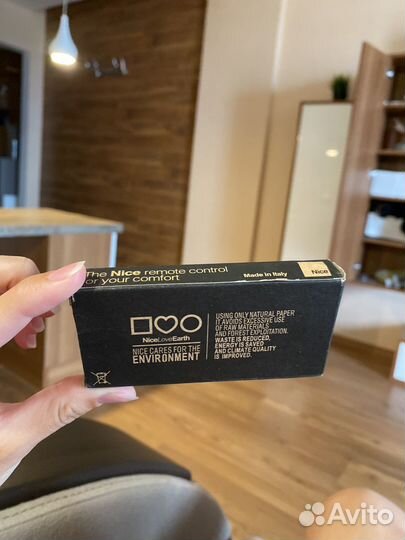 The Nice remote control
for your comfort
Made in Italy
Nice
NiceLoveEarth
NICE CARES FOR THE
ENVIRONMENT
USING ONLY NATURAL PAPER
IT AVOIDS EXCESSIVE USE
OF RAW MATERIALS
AND FOREST EXPLOITATION.
WASTE IS REDUCED,
ENERGY IS SAVED
AND CLIMATE QUALITY
IS IMPROVED.
Avito